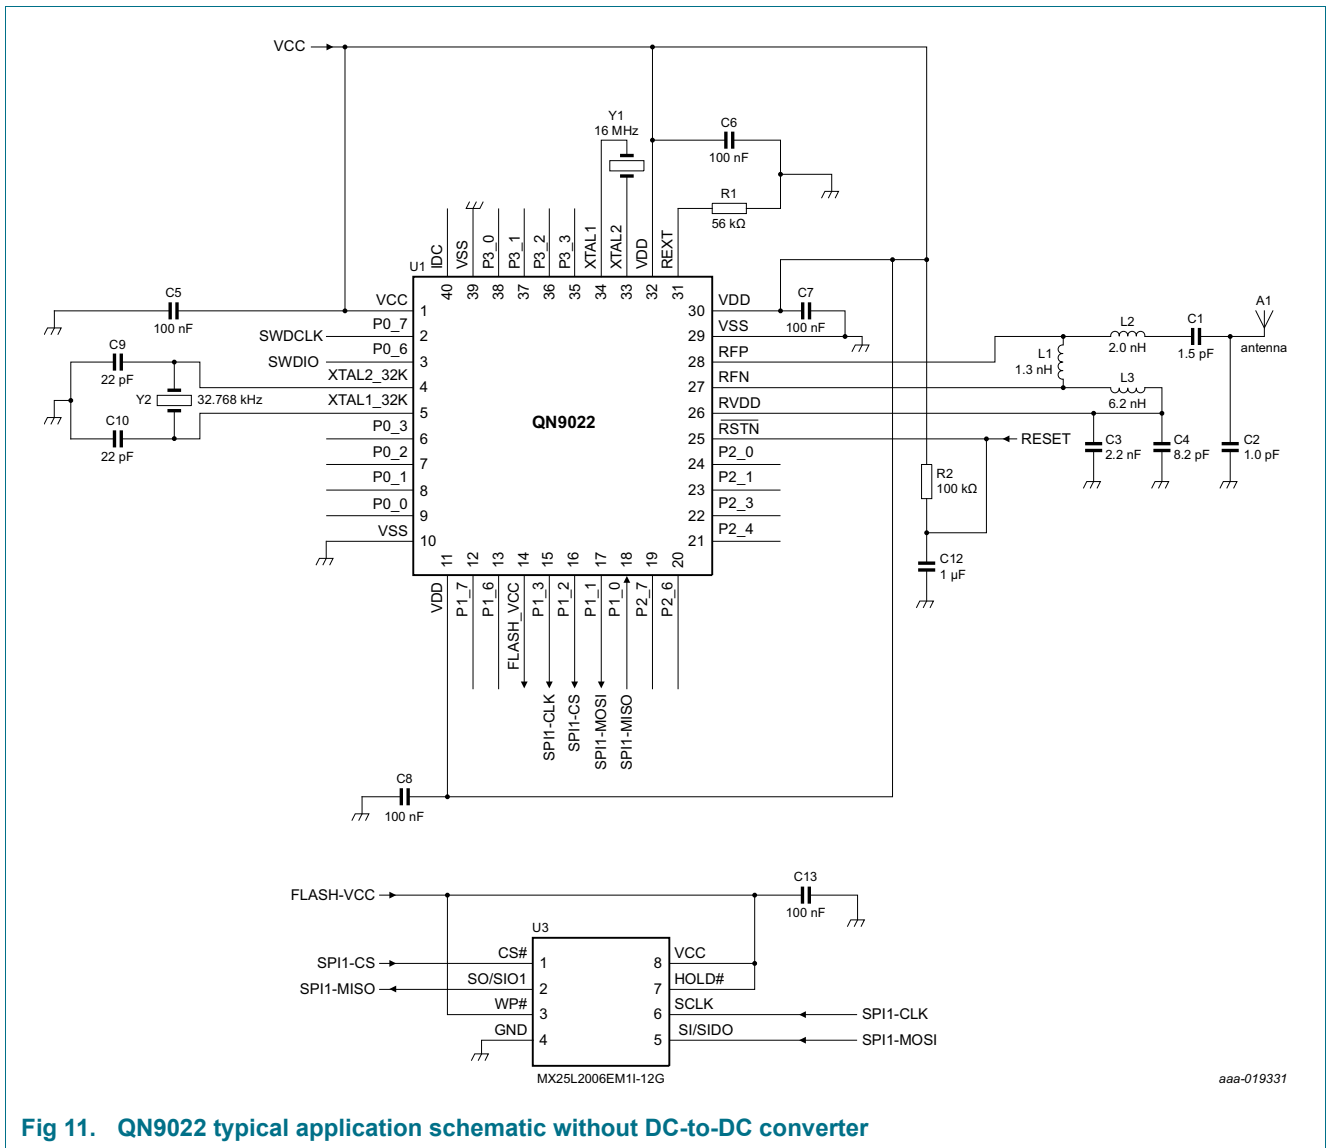 VCC
Y1
16 MHz
C6
100 nF
R1
56 kΩ
IDC
VSS
P3_0
P3_1
P3_2
P3_3
XTAL1
XTAL2
VDD
REXT
U1
40
39
38
37
36
35
34
33
32
31
C5
100 nF
VCC
1
P0_7
SWDCLK
2
P0_6
SWDIO
3
C9
22 pF
XTAL2_32K
4
Y2
32.768 kHz
XTAL1_32K
5
C10
22 pF
P0_3
6
P0_2
7
P0_1
8
P0_0
9
VSS
10
QN9022
VDD
30
C7
100 nF
VSS
29
RFP
28
RFN
27
RVDD
26
RSTN
25
RESET
P2_0
24
P2_1
23
P2_3
22
P2_4
21
L1
1.3 nH
L2
2.0 nH
C1
1.5 pF
A1
antenna
L3
6.2 nH
C3
2.2 nF
C4
8.2 pF
C2
1.0 pF
R2
100 kΩ
C12
1 µF
11
12
13
14
15
16
17
18
19
20
VDD
P1_7
P1_6
FLASH_VCC
P1_3
P1_2
P1_1
P1_0
P2_7
P2_6
SPI1-CLK
SPI1-CS
SPI1-MOSI
SPI1-MISO
C8
100 nF
FLASH-VCC
C13
100 nF
U3
SPI1-CS
CS#
1
SPI1-MISO
SO/SIO1
2
WP#
3
GND
4
8
VCC
7
HOLD#
6
SCLK
SPI1-CLK
5
SI/SIDO
SPI1-MOSI
MX25L2006EM1I-12G
aaa-019331
Fig 11. QN9022 typical application schematic without DC-to-DC converter